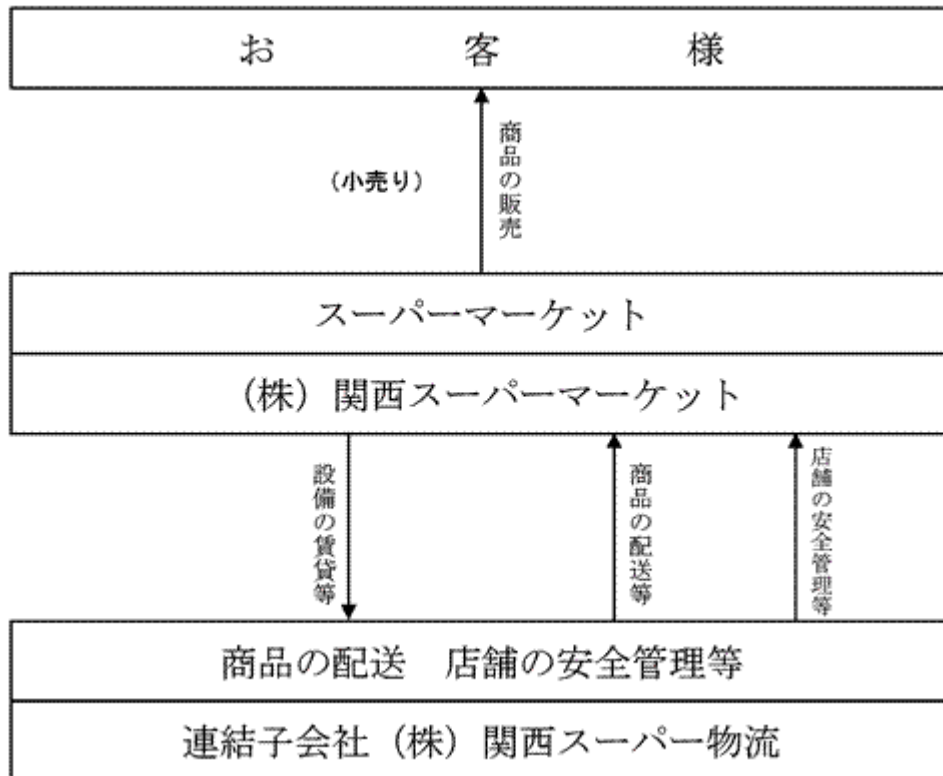 お客様
(小売り)
商品の販売
スーパーマーケット
(株)関西スーパーマーケット
設備の賃貸等
商品の配送等
店舗の安全管理等
商品の配送　店舗の安全管理等
連結子会社(株)関西スーパー物流